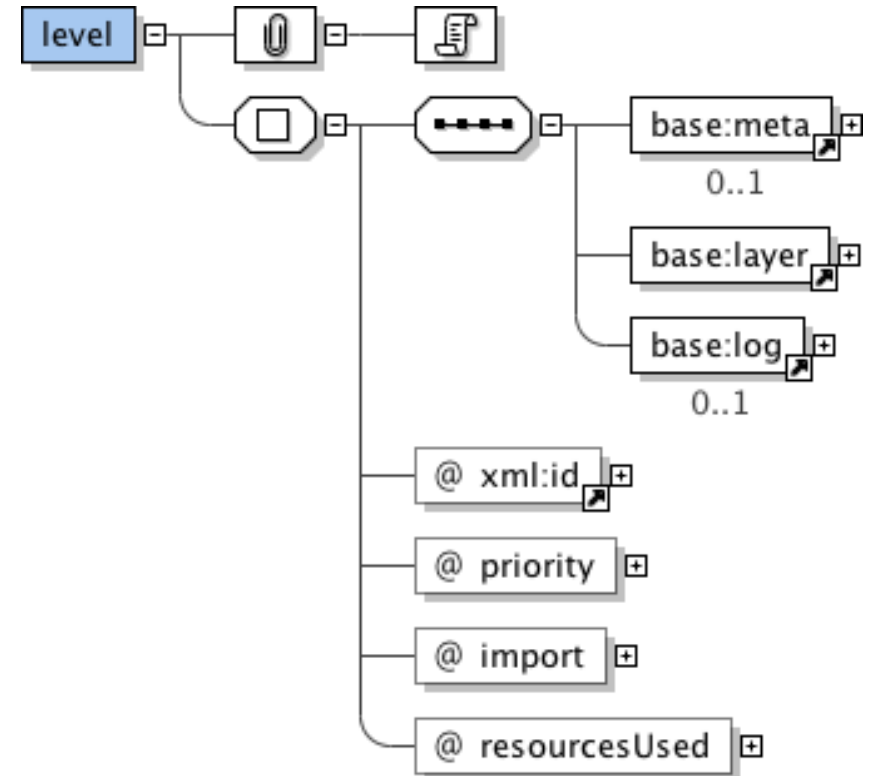 level
base:meta
0..1
base:layer
base:log
0..1
@ xml:id
@ priority
@ import
@ resourcesUsed